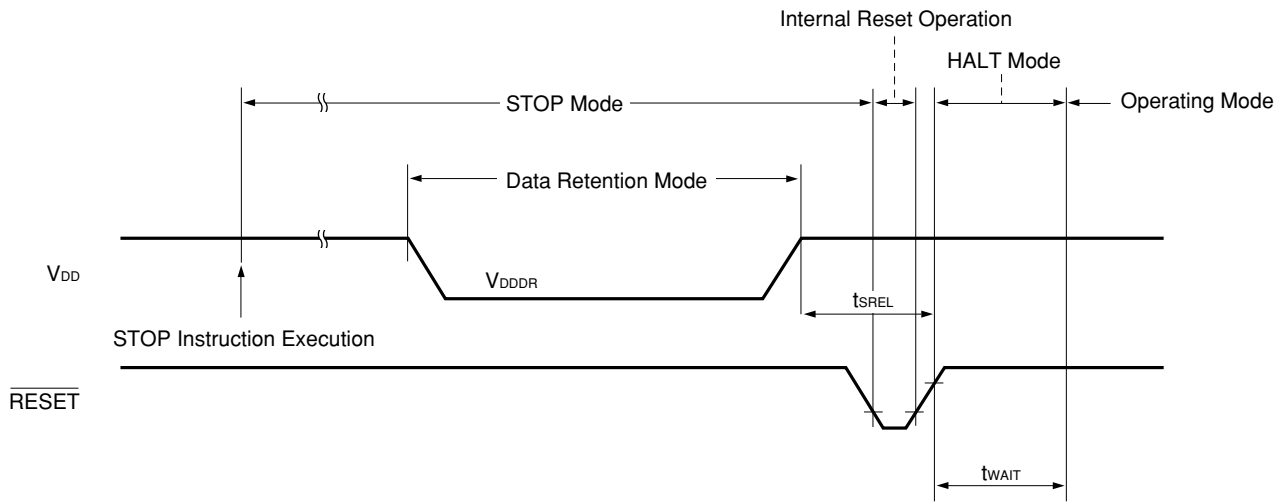 Internal Reset Operation
HALT Mode
STOP Mode
Operating Mode
Data Retention Mode
VDD
VDDDR
tSREL
STOP Instruction Execution
RESET
tWAIT